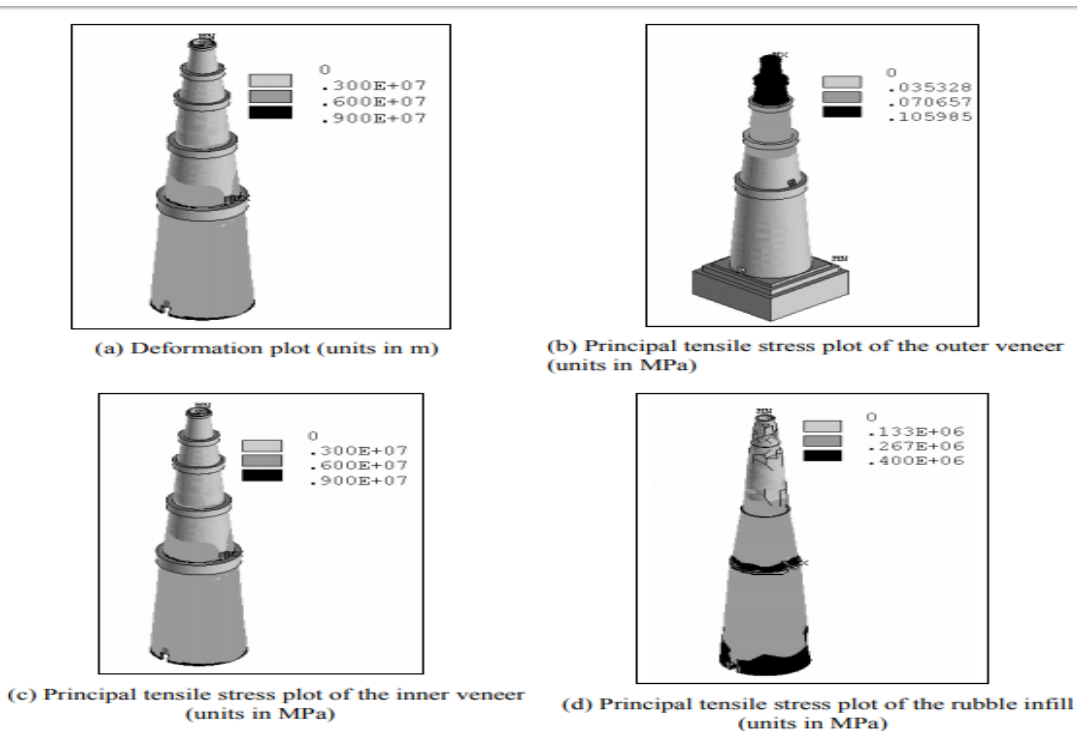 0
.300E+07
.600E+07
.900E+07
(a) Deformation plot (units in m)
0
.035328
.070657
.105985
MN
(b) Principal tensile stress plot of the outer veneer
(units in MPa)
0
.300E+07
.600E+07
.900E+07
(c) Principal tensile stress plot of the inner veneer
(units in MPa)
0
.133E+06
.267E+06
.400E+06
(d) Principal tensile stress plot of the rubble infill
(units in MPa)